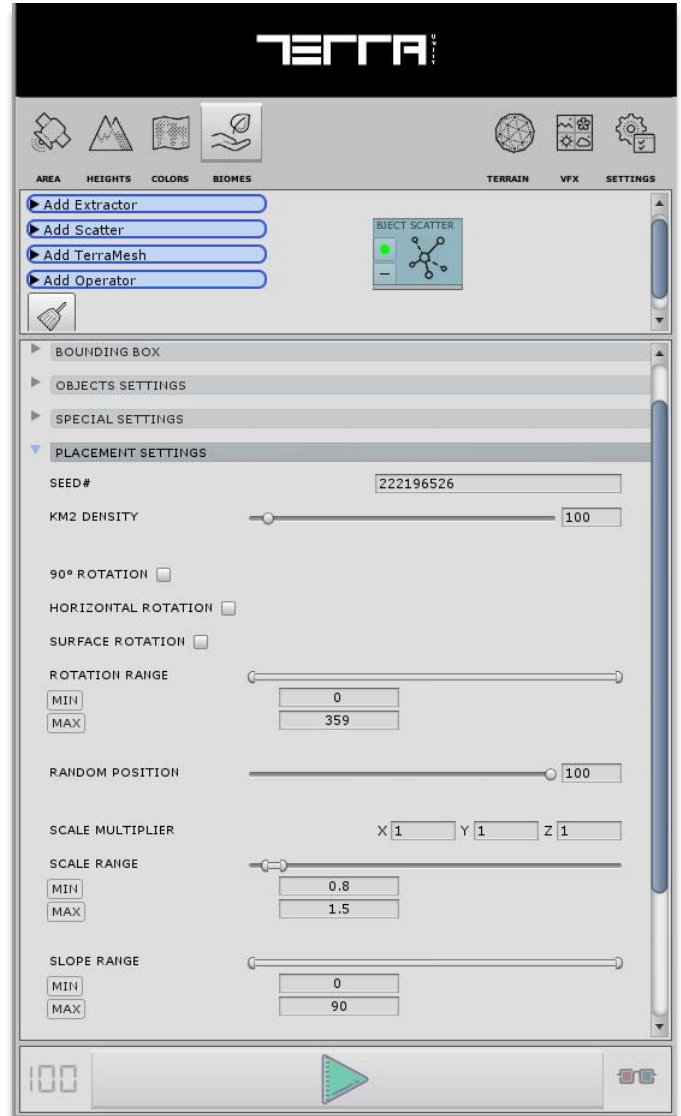 TERRA
UNITY
AREA HEIGHTS COLORS BIOMES TERRAIN VFX SETTINGS
Add Extractor
Add Scatter
Add TerraMesh
Add Operator
BJECT SCATTER
BOUNDING BOX
OBJECTS SETTINGS
SPECIAL SETTINGS
PLACEMENT SETTINGS
SEED# 222196526
KM2 DENSITY 100
90° ROTATION
HORIZONTAL ROTATION
SURFACE ROTATION
ROTATION RANGE
MIN 0
MAX 359
RANDOM POSITION 100
SCALE MULTIPLIER X 1 Y 1 Z 1
SCALE RANGE
MIN 0.8
MAX 1.5
SLOPE RANGE
MIN 0
MAX 90
100